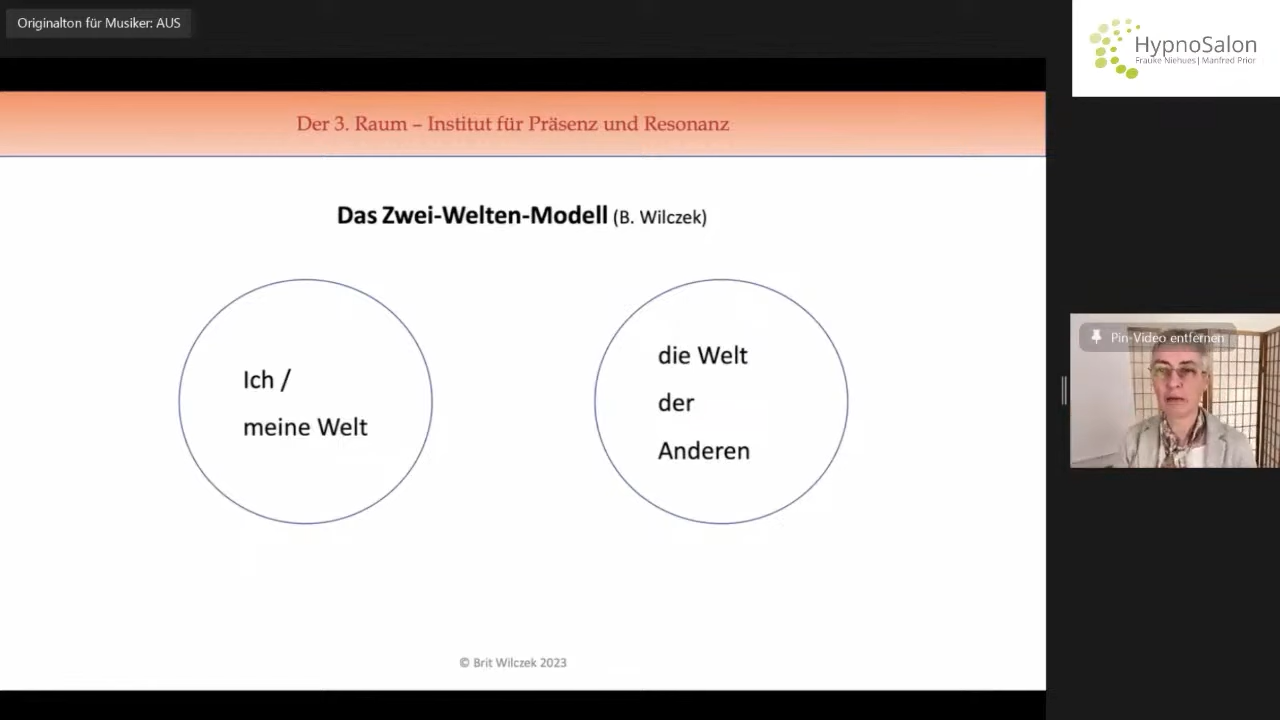 Originalton für Musiker: AUS
HypnoSalon
Frauke Niehues | Manfred Prior
Der 3. Raum – Institut für Präsenz und Resonanz
Das Zwei-Welten-Modell (B. Wilczek)
Ich /
meine Welt
die Welt
der
Anderen
Pin-Video entfernen
© Brit Wilczek 2023